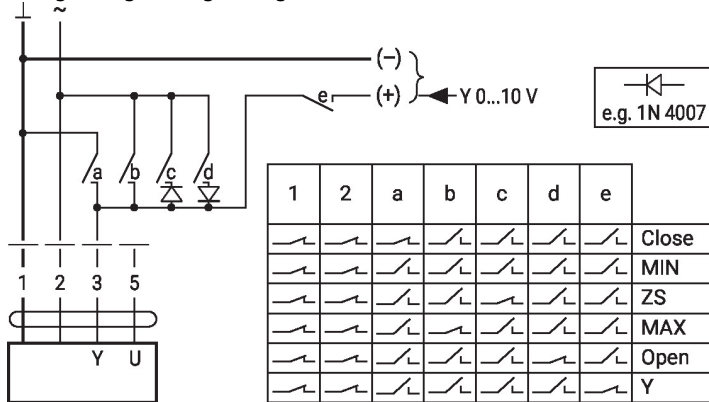 ⊥ ~
(–)
e (+) Y 0...10 V
e.g. 1N 4007
a b c d
1 2 a b c d e
Close
MIN
ZS
MAX
Open
Y
1 2 3 5
Y U